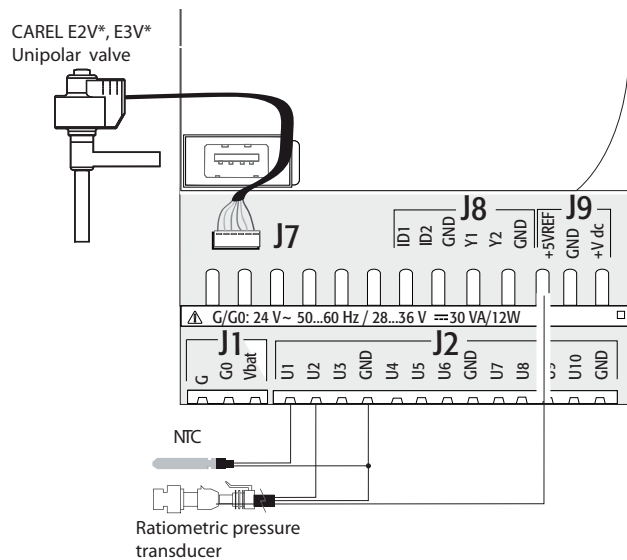 CAREL E2V*, E3V*
Unipolar valve
J7
J8
J9
ID1
ID2
GND
Y1
Y2
GND
+5VREF
GND
+V dc
G/G0: 24 V~ 50...60 Hz / 28...36 V ⎓30 VA/12W
J1
J2
G
G0
Vbat
U1
U2
U3
GND
U4
U5
U6
GND
U7
U8
U9
U10
GND
NTC
Ratiometric pressure
transducer